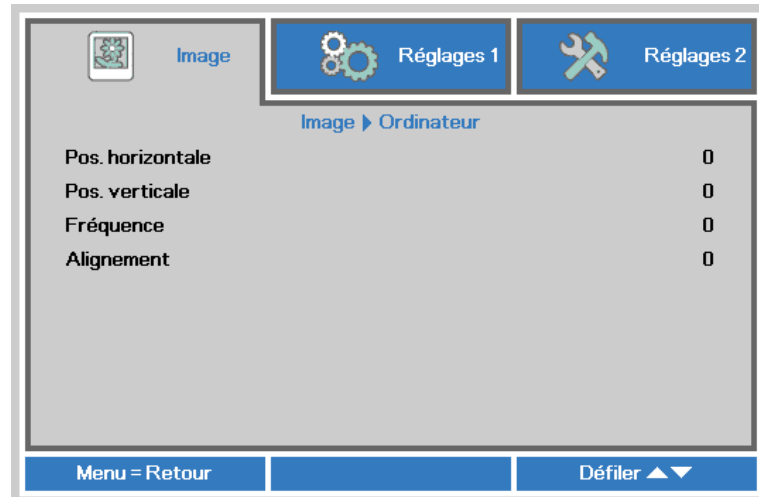 Image
Réglages 1
Réglages 2
Image ▶ Ordinateur
Pos. horizontale 0
Pos. verticale 0
Fréquence 0
Alignement 0
Menu = Retour
Défiler ▲▼